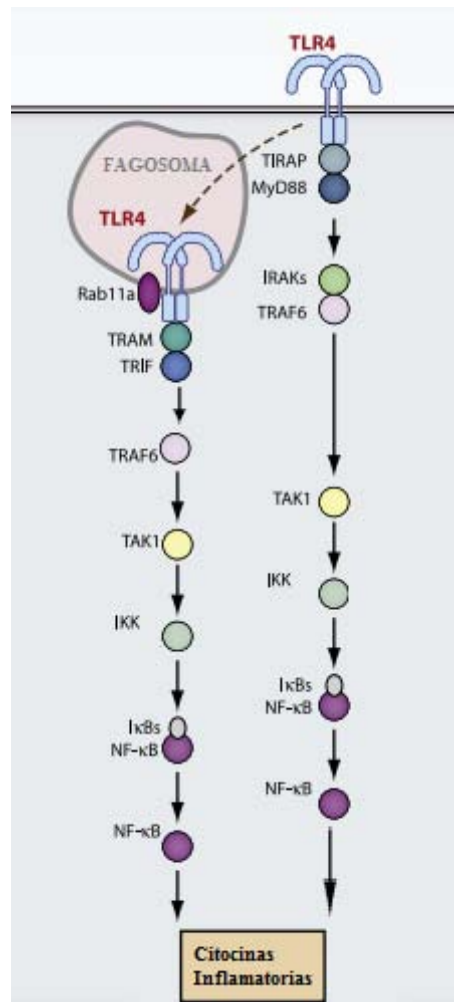 TLR4
TIRAP
MyD88
FAGOSOMA
TLR4
Rab11a
TRAM
TRIF
TRAF6
TAK1
IKK
IκBs
NF-κB
NF-κB
IRAKs
TRAF6
TAK1
IKK
IκBs
NF-κB
NF-κB
Citocinas
Inflamatorias